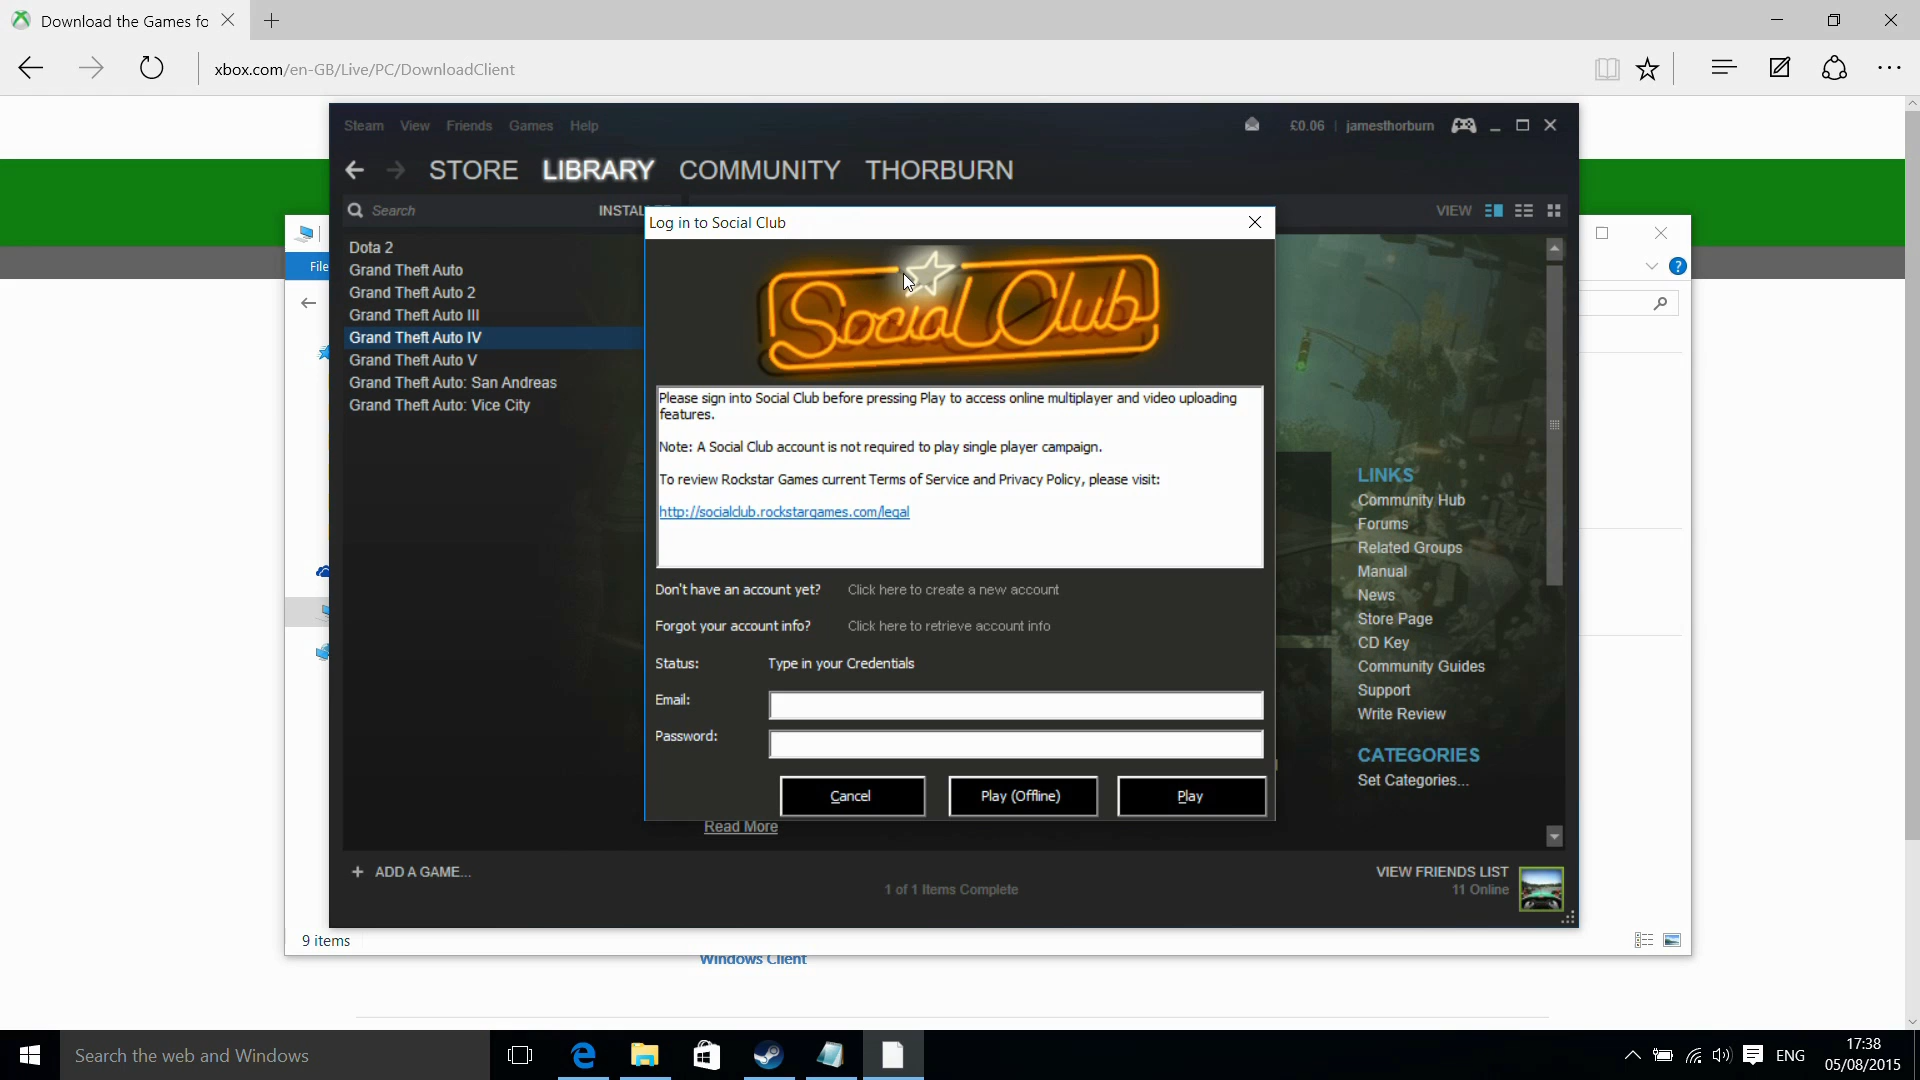 Download the Games fo
xbox.com/en-GB/Live/PC/DownloadClient
Steam View Friends Games Help
£0.06 jamesthorburn
STORE LIBRARY COMMUNITY THORBURN
Search
VIEW
Dota 2
Grand Theft Auto
Grand Theft Auto 2
Grand Theft Auto III
Grand Theft Auto IV
Grand Theft Auto V
Grand Theft Auto: San Andreas
Grand Theft Auto: Vice City
File
Log in to Social Club
Social Club
Please sign into Social Club before pressing Play to access online multiplayer and video uploading
features.
Note: A Social Club account is not required to play single player campaign.
To review Rockstar Games current Terms of Service and Privacy Policy, please visit:
http://socialclub.rockstargames.com/legal
Don't have an account yet? Click here to create a new account
Forgot your account info? Click here to retrieve account info
Status: Type in your Credentials
Email:
Password:
Cancel Play (Offline) Play
Read More
LINKS
Community Hub
Forums
Related Groups
Manual
News
Store Page
CD Key
Community Guides
Support
Write Review
CATEGORIES
Set Categories...
+ ADD A GAME...
1 of 1 Items Complete
VIEW FRIENDS LIST
11 Online
9 items
Windows Client
Search the web and Windows
ENG
17:38
05/08/2015